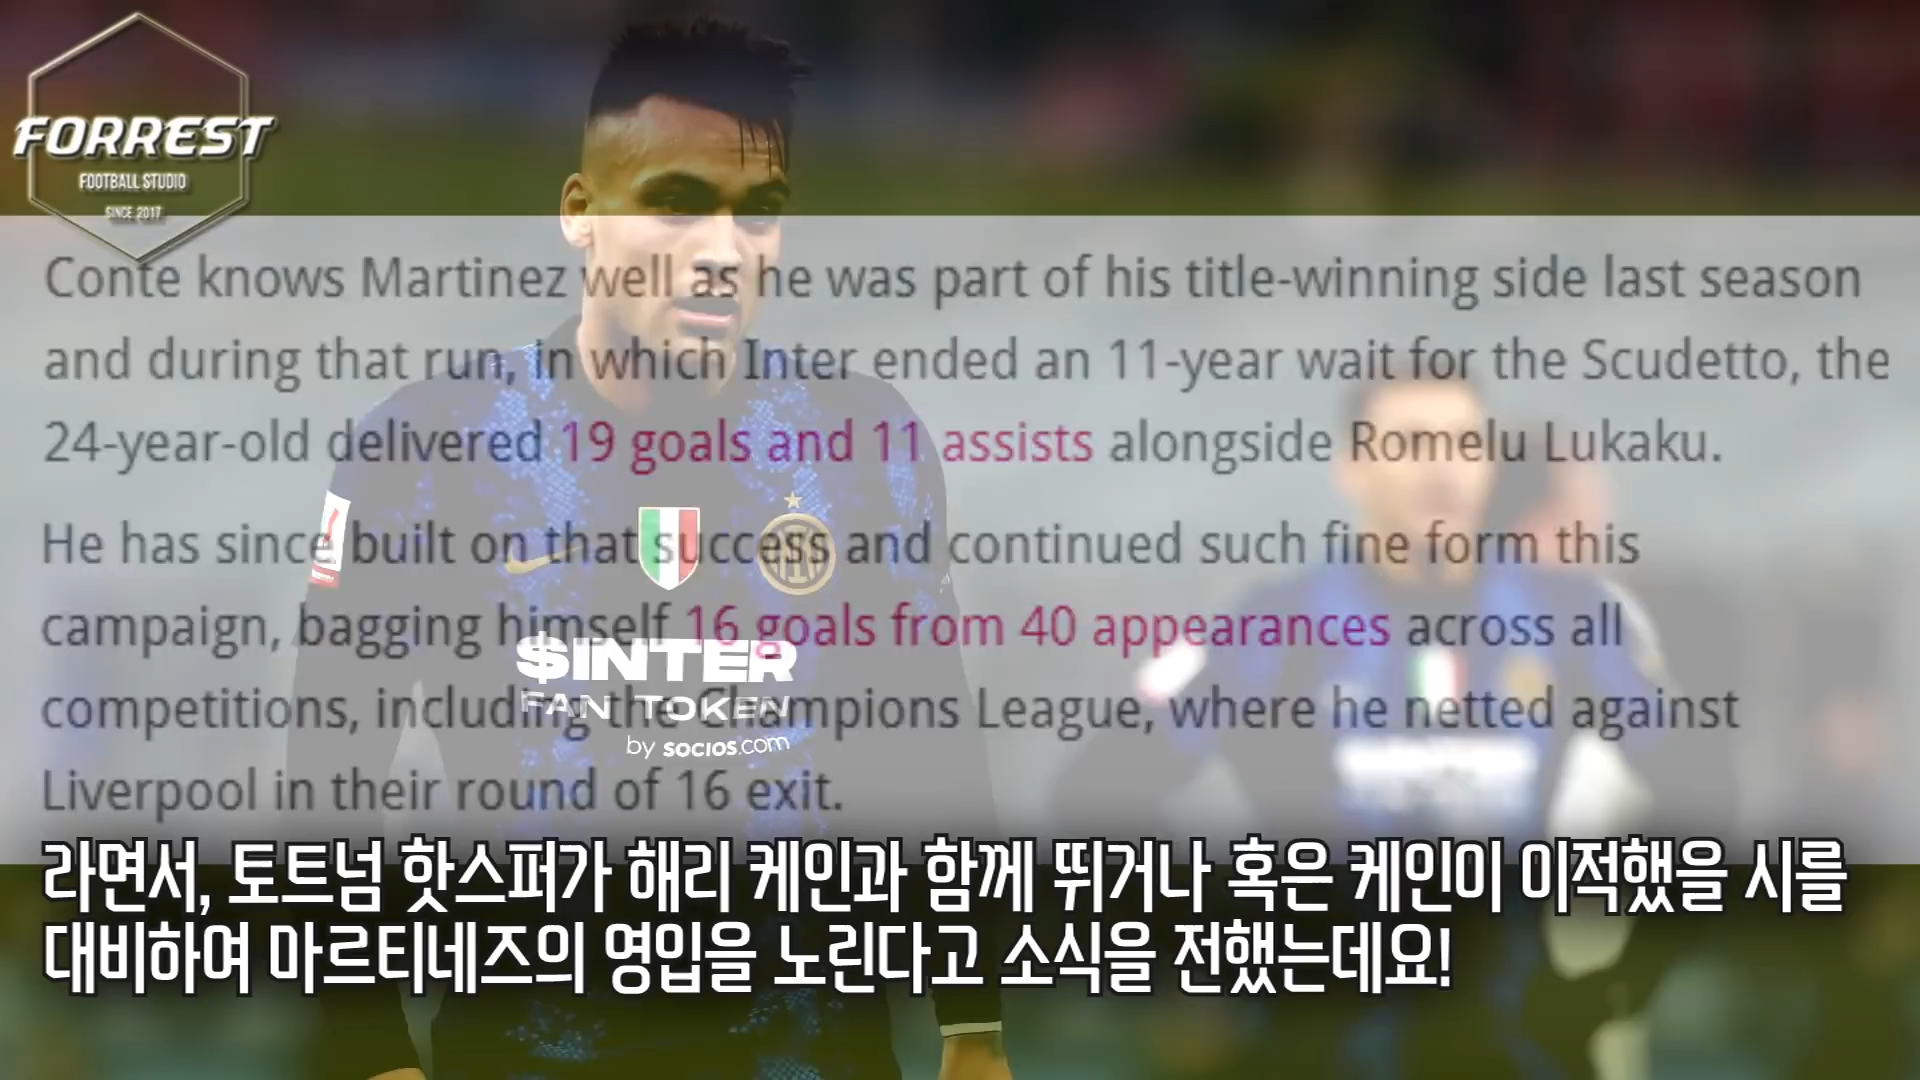 FORREST
FOOTBALL STUDIO
SINCE 2017
Conte knows Martinez well as he was part of his title-winning side last season
and during that run, in which Inter ended an 11-year wait for the Scudetto, the
24-year-old delivered 19 goals and 11 assists alongside Romelu Lukaku.
He has since built on that success and continued such fine form this
campaign, bagging himself 16 goals from 40 appearances across all
competitions, including the Champions League, where he netted against
Liverpool in their round of 16 exit.
$INTER
FAN TOKEN
by socios.com
라면서, 토트넘 핫스퍼가 해리 케인과 함께 뛰거나 혹은 케인이 이적했을 시를
대비하여 마르티네즈의 영입을 노린다고 소식을 전했는데요!